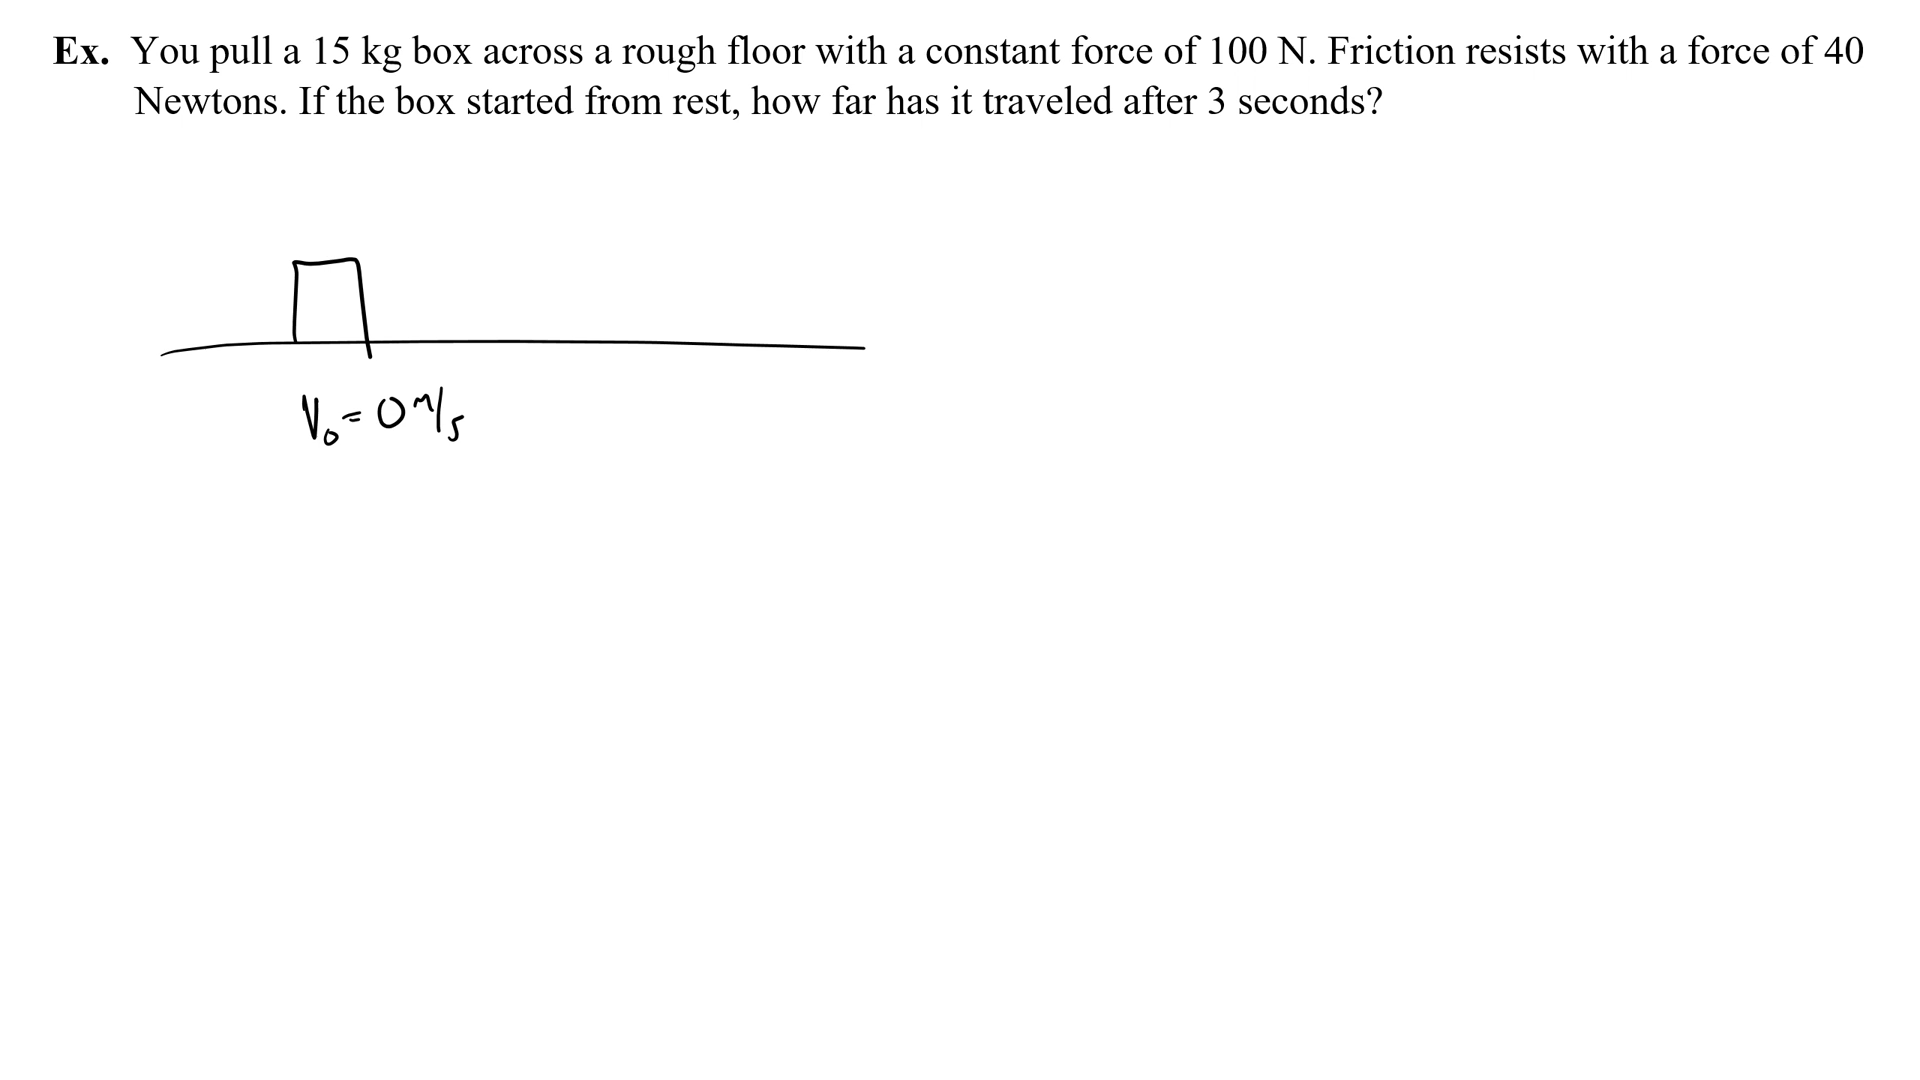 Ex. You pull a 15 kg box across a rough floor with a constant force of 100 N. Friction resists with a force of 40
Newtons. If the box started from rest, how far has it traveled after 3 seconds?
V₀ = 0 m/s